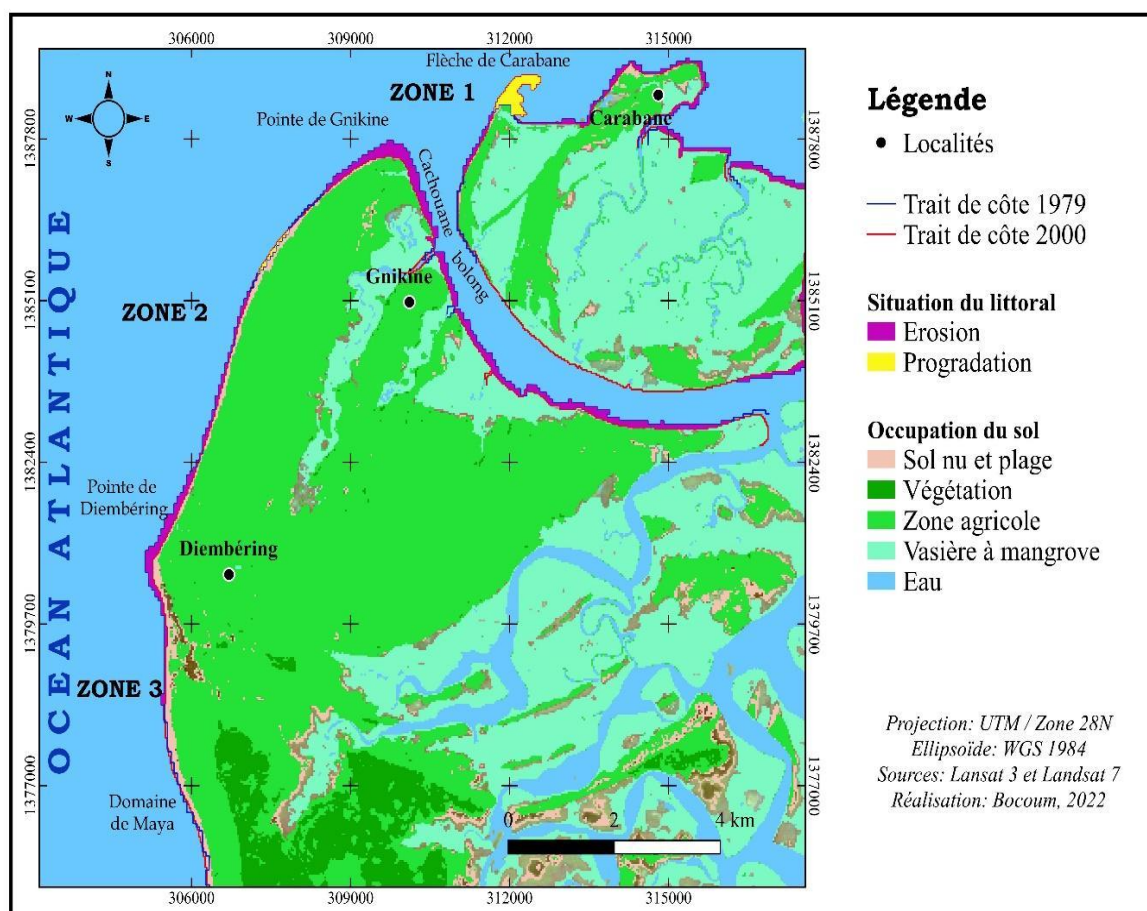 306000 309000 312000 315000
N
W E
S
Flèche de Carabane
ZONE 1
Carabane
Pointe de Gnikine
Cachouane
bolong
Gnikine
ZONE 2
OCEAN ATLANTIQUE
Pointe de
Diembéring
Diembéring
ZONE 3
Domaine
de Maya
0 2 4 km
1387800
1385100
1382400
1379700
1377000
1387800
1385100
1382400
1379700
1377000
306000 309000 312000 315000
Légende
Localités
Trait de côte 1979
Trait de côte 2000
Situation du littoral
Erosion
Progradation
Occupation du sol
Sol nu et plage
Végétation
Zone agricole
Vasière à mangrove
Eau
Projection: UTM / Zone 28N
Ellipsoïde: WGS 1984
Sources: Lansat 3 et Landsat 7
Réalisation: Bocoum, 2022